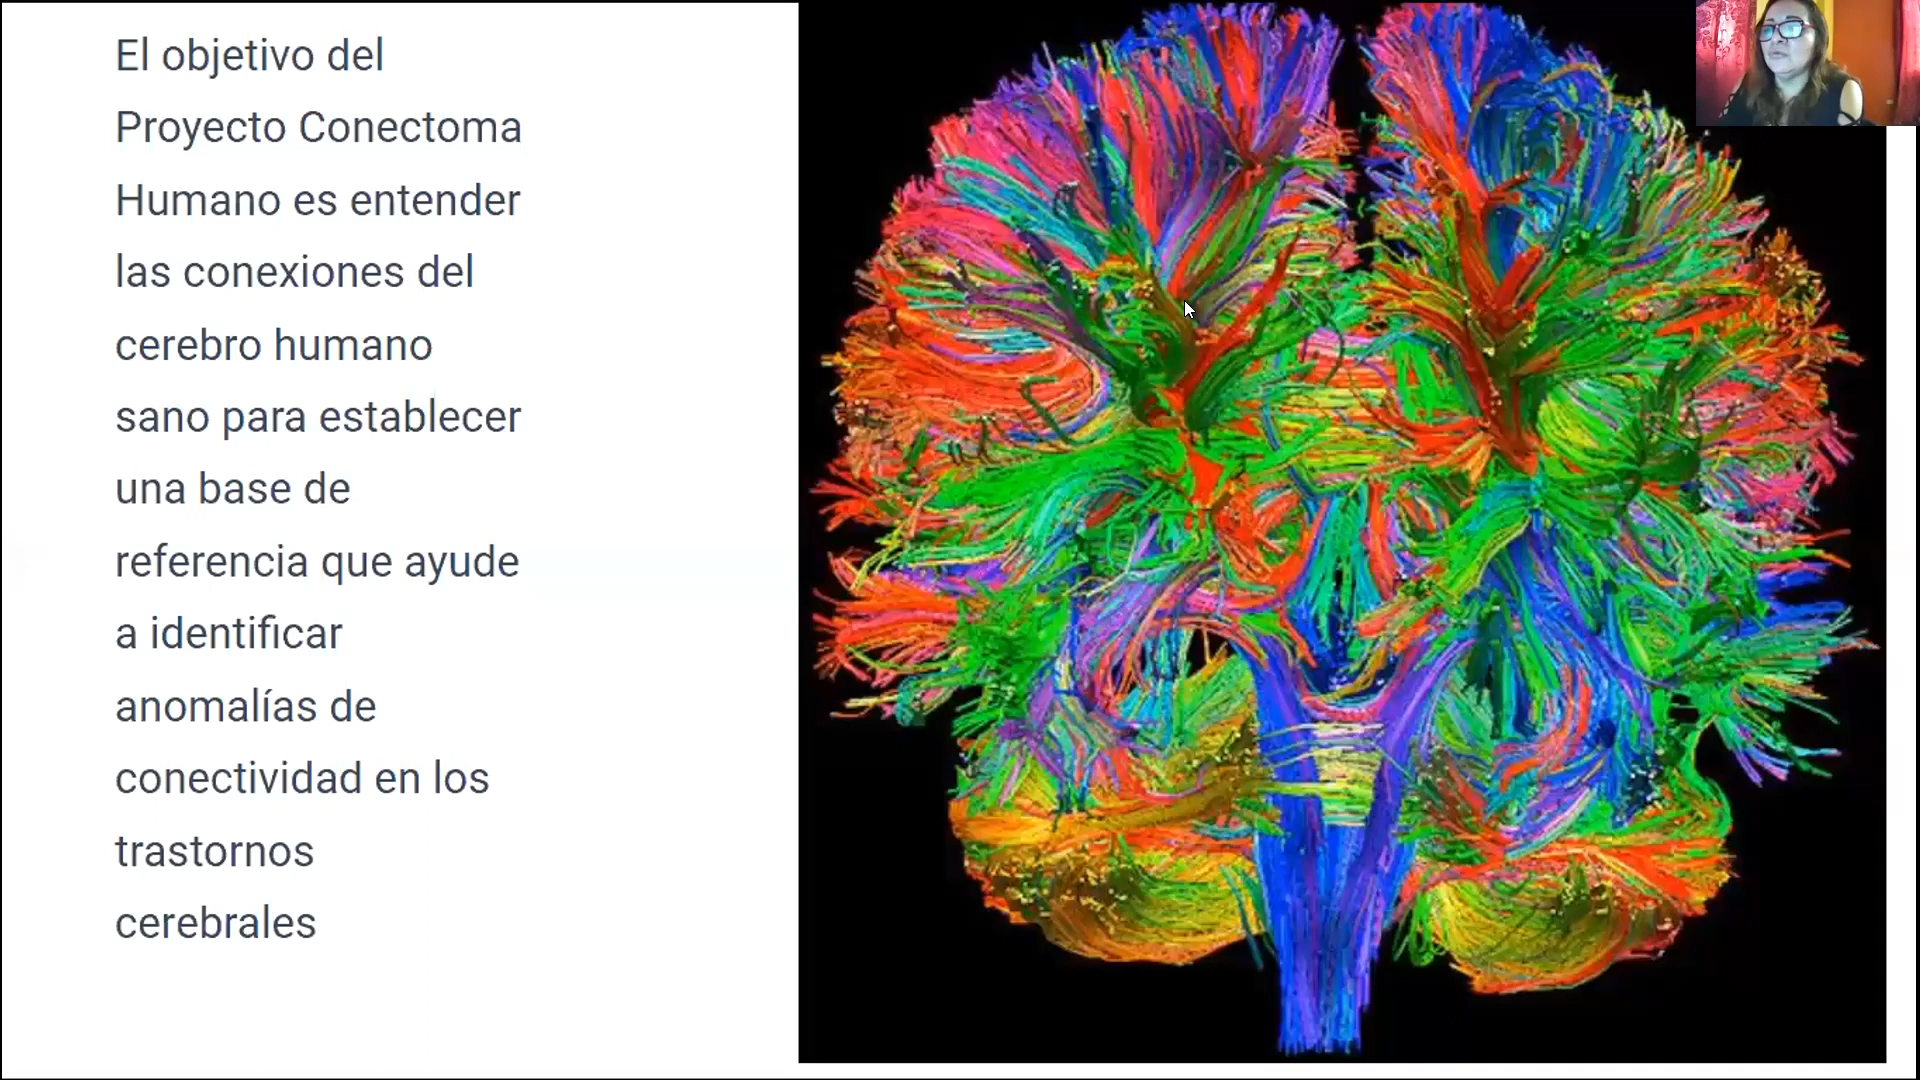 El objetivo del
Proyecto Conectoma
Humano es entender
las conexiones del
cerebro humano
sano para establecer
una base de
referencia que ayude
a identificar
anomalías de
conectividad en los
trastornos
cerebrales